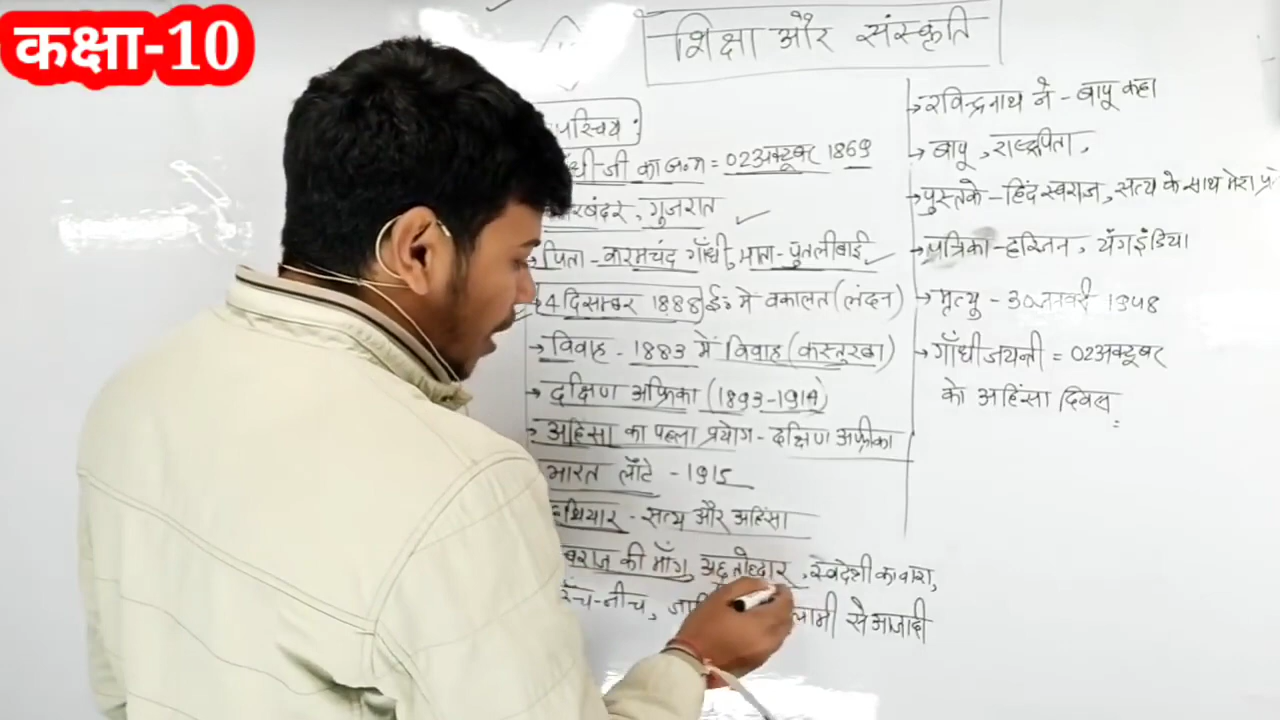 कक्षा-10
शिक्षा और संस्कृति
परिचय :
गाँधी-जी का जन्म = 02 अक्टूबर 1869
पोरबंदर, गुजरात
→ पिता - करमचंद गाँधी, माता - पुतलीबाई
4 दिसम्बर 1888 ई० में वकालत (लंदन)
→ विवाह - 1883 में विवाह (कस्तुरबा)
→ दक्षिण अफ्रिका (1893-1914)
→ अहिंसा का पहला प्रयोग - दक्षिण अफ्रीका
भारत लौटे - 1915
हथियार - सत्य और अहिंसा
स्वराज की माँग, अछूतोध्दार, स्वदेशी का नारा,
ऊँच-नीच, से आजादी
→ रविन्द्रनाथ ने - बापू कहा
→ बापू, राष्ट्रपिता,
→ पुस्तके - हिंद स्वराज, सत्य के साथ मेरा
→ पत्रिका - हरिजन, यंग इंडिया
→ मृत्यु - 30 जनवरी 1948
→ गाँधी जयन्ती = 02 अक्टूबर
को अहिंसा दिवस